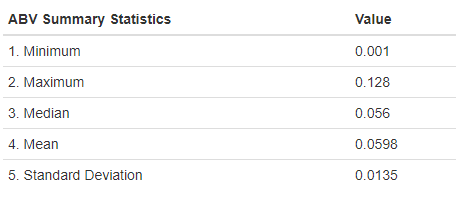 ABV Summary Statistics Value
1. Minimum 0.001
2. Maximum 0.128
3. Median 0.056
4. Mean 0.0598
5. Standard Deviation 0.0135